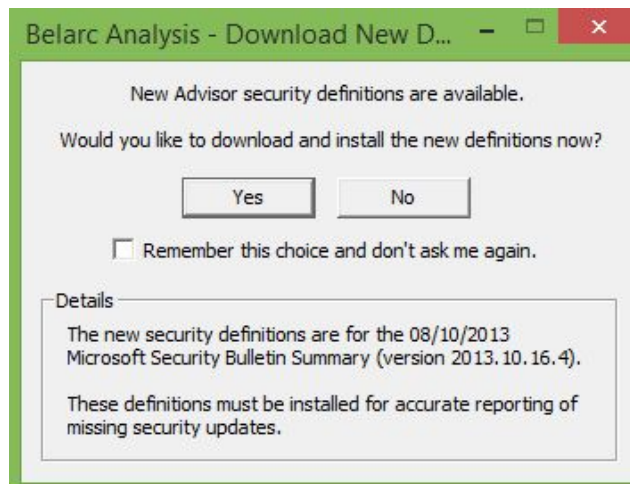 Belarc Analysis - Download New D...
New Advisor security definitions are available.
Would you like to download and install the new definitions now?
Yes
No
Remember this choice and don't ask me again.
Details
The new security definitions are for the 08/10/2013
Microsoft Security Bulletin Summary (version 2013.10.16.4).
These definitions must be installed for accurate reporting of
missing security updates.